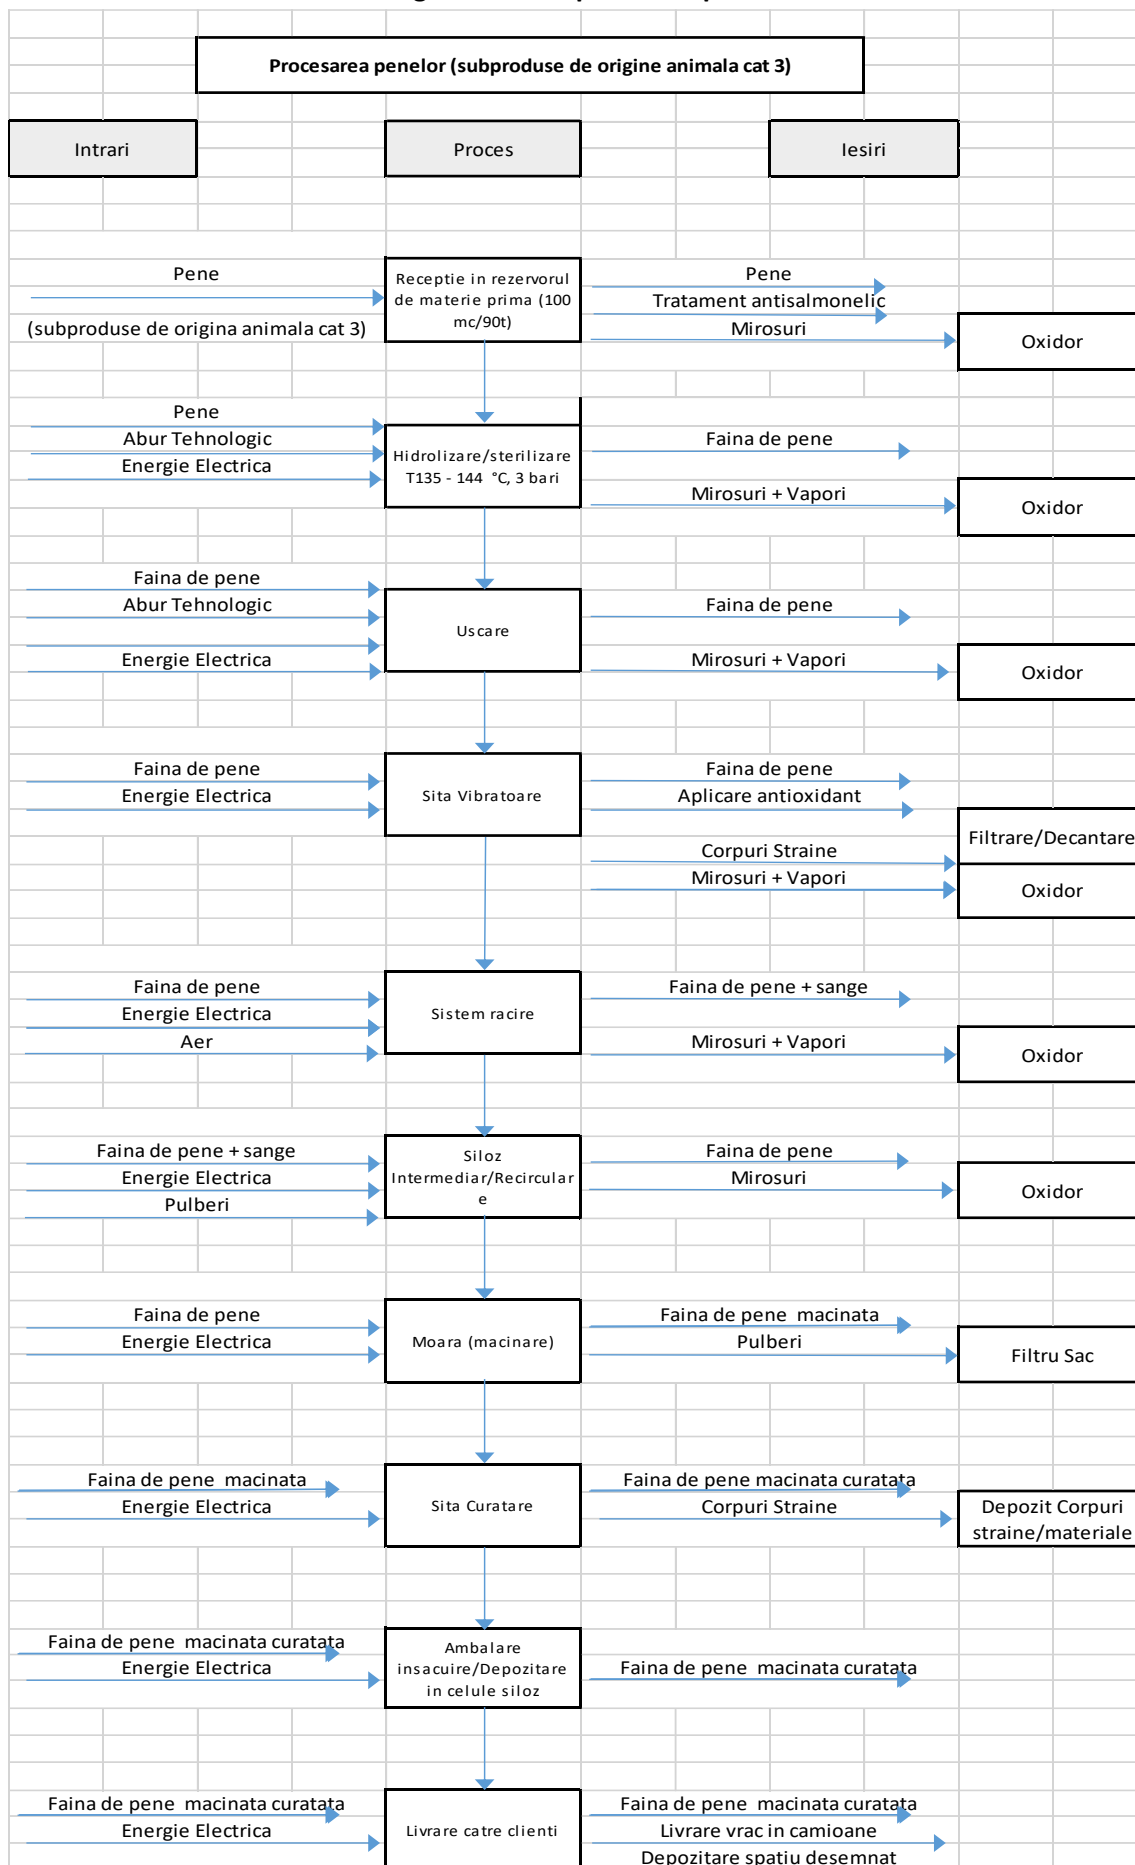 Procesarea penelor (subproduse de origine animala cat 3)
Intrari
Proces
Iesiri
Pene
(subproduse de origina animala cat 3)
Receptie in rezervorul
de materie prima (100
mc/90t)
Pene
Tratament antisalmonelic
Mirosuri
Oxidor
Pene
Abur Tehnologic
Energie Electrica
Hidrolizare/sterilizare
T135 - 144 °C, 3 bari
Faina de pene
Mirosuri + Vapori
Oxidor
Faina de pene
Abur Tehnologic
Energie Electrica
Uscare
Faina de pene
Mirosuri + Vapori
Oxidor
Faina de pene
Energie Electrica
Sita Vibratoare
Faina de pene
Aplicare antioxidant
Corpuri Straine
Mirosuri + Vapori
Filtrare/Decantare
Oxidor
Faina de pene
Energie Electrica
Aer
Sistem racire
Faina de pene + sange
Mirosuri + Vapori
Oxidor
Faina de pene + sange
Energie Electrica
Pulberi
Siloz
Intermediar/Recircular
e
Faina de pene
Mirosuri
Oxidor
Faina de pene
Energie Electrica
Moara (macinare)
Faina de pene macinata
Pulberi
Filtru Sac
Faina de pene macinata
Energie Electrica
Sita Curatare
Faina de pene macinata curatata
Corpuri Straine
Depozit Corpuri
straine/materiale
Faina de pene macinata curatata
Energie Electrica
Ambalare
insacuire/Depozitare
in celule siloz
Faina de pene macinata curatata
Faina de pene macinata curatata
Energie Electrica
Livrare catre clienti
Faina de pene macinata curatata
Livrare vrac in camioane
Depozitare spatiu desemnat